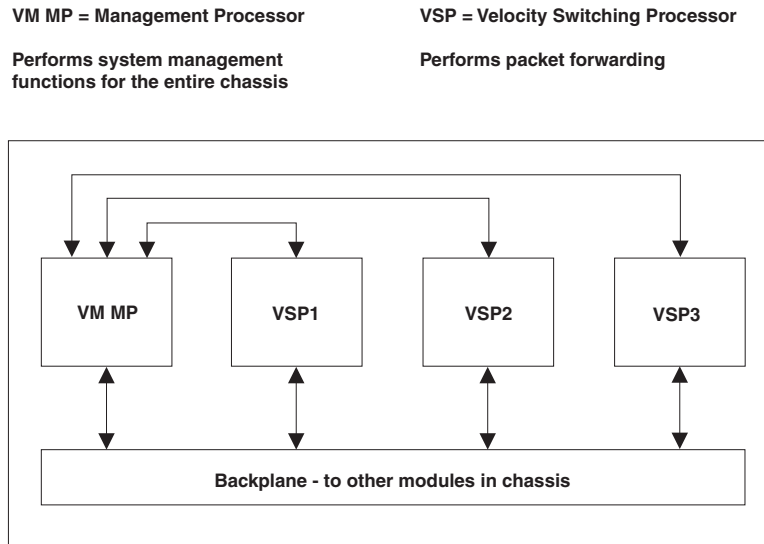 VM MP = Management Processor
Performs system management
functions for the entire chassis
VSP = Velocity Switching Processor
Performs packet forwarding
VM MP
VSP1
VSP2
VSP3
Backplane - to other modules in chassis